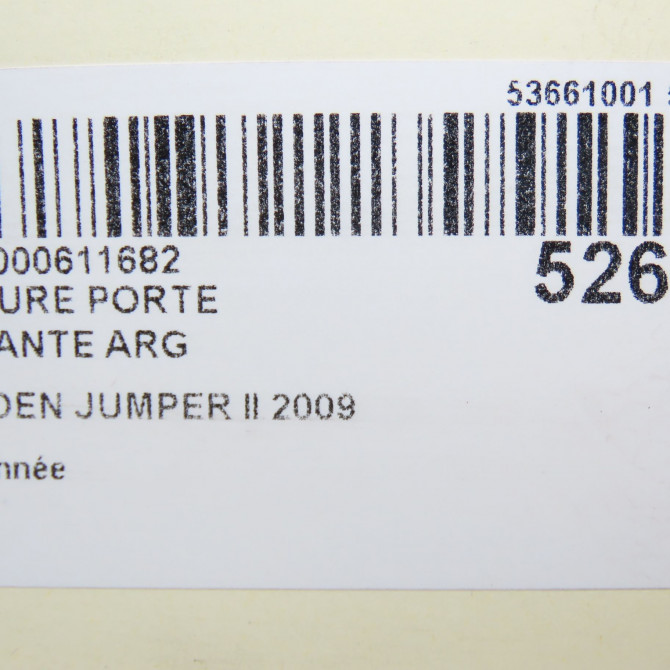 53661001
000611682
526
URE PORTE
ANTE ARG
DEN JUMPER II 2009
nnée